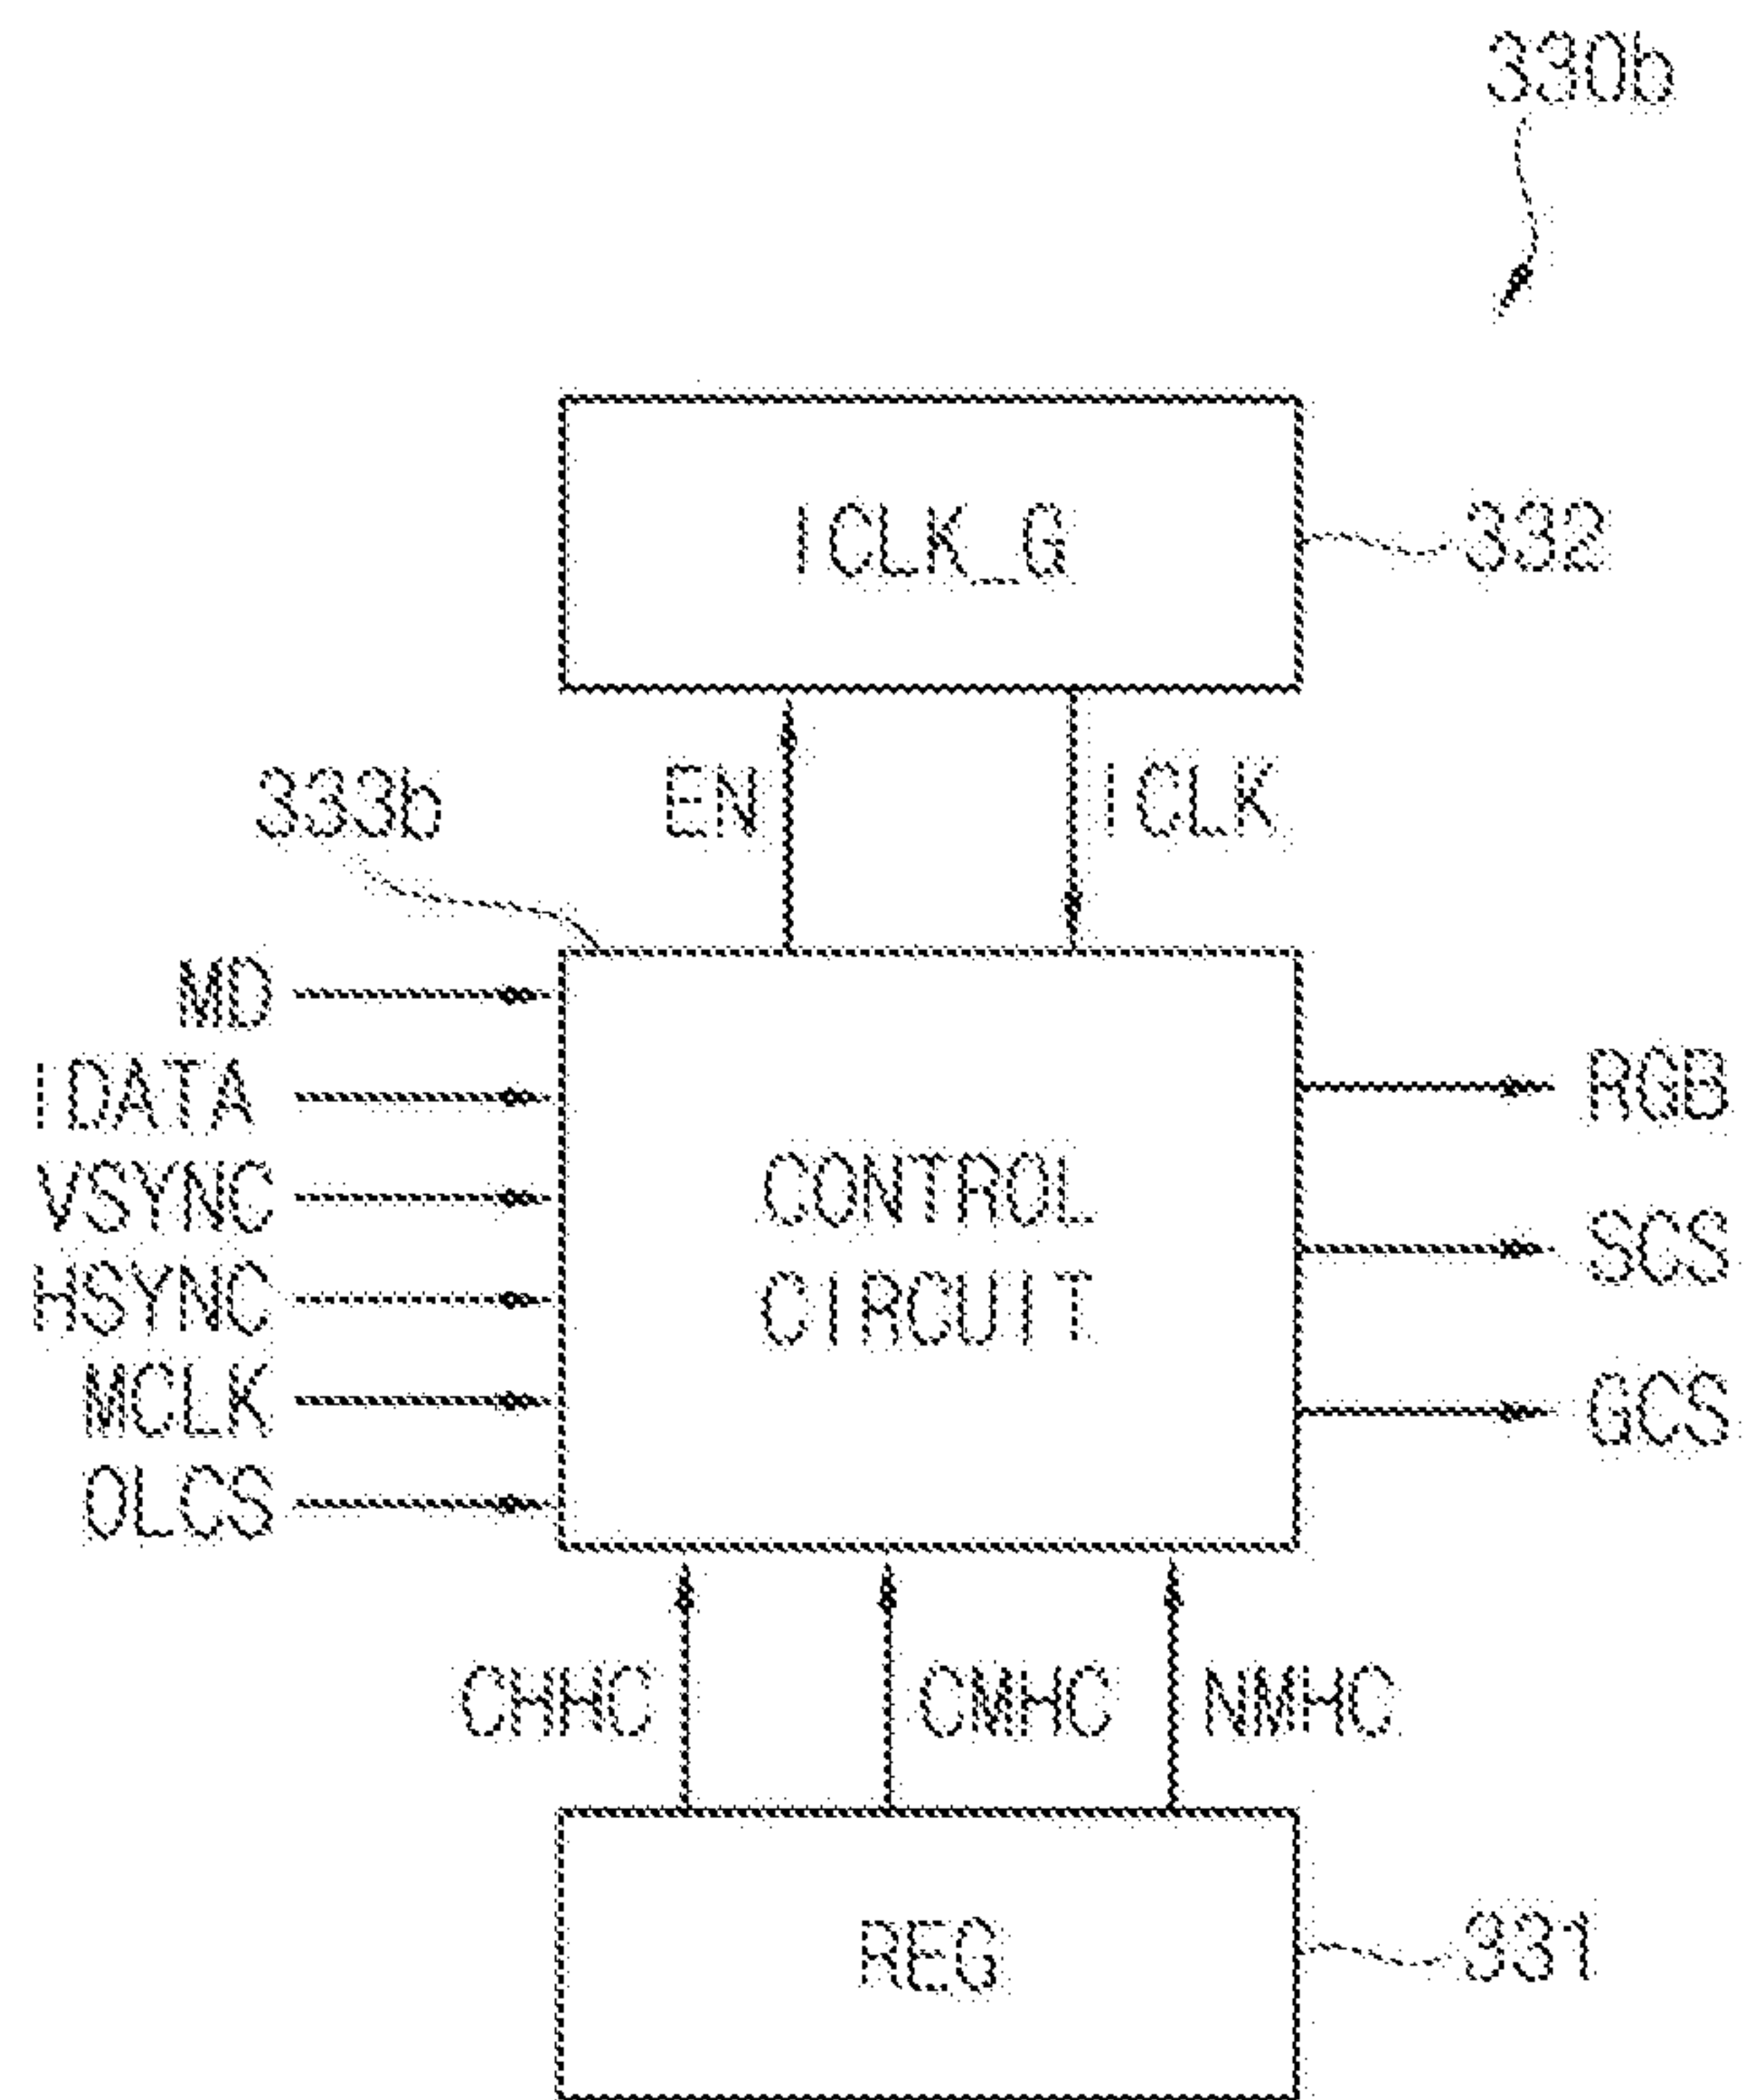 330b
ICLK_G
332
333b
EN
ICLK
MD
IDATA
VSYNC
HSYNC
MCLK
OLCS
CONTROL
CIRCUIT
RGB
SCS
GCS
CHHC
CMHC
NMHC
REG
331